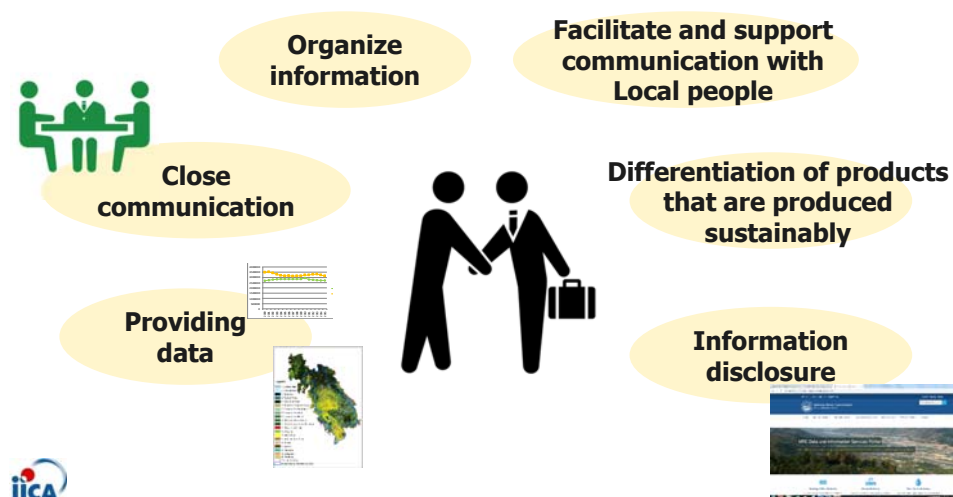 Organize
information
Facilitate and support
communication with
Local people
Close
communication
Differentiation of products
that are produced
sustainably
Providing
data
Information
disclosure
jICA